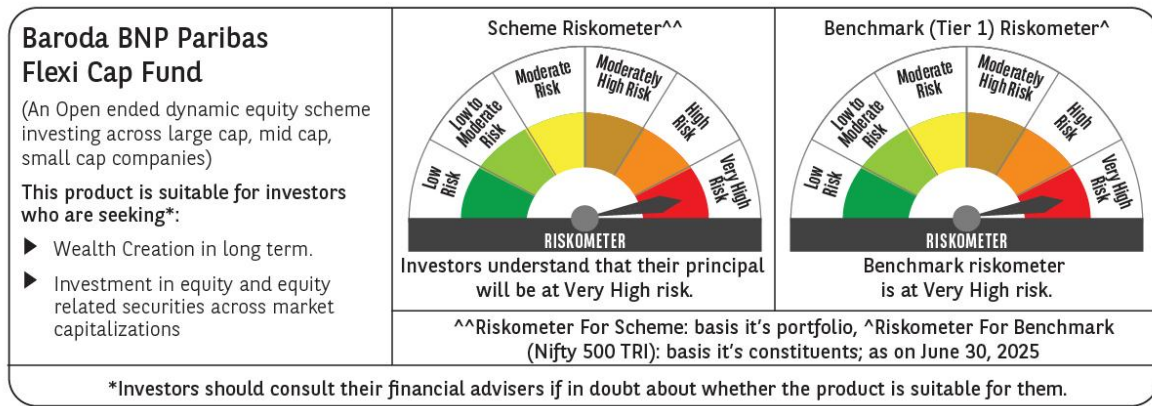 Baroda BNP Paribas
Flexi Cap Fund
(An Open ended dynamic equity scheme
investing across large cap, mid cap,
small cap companies)
This product is suitable for investors
who are seeking*:
Wealth Creation in long term.
Investment in equity and equity
related securities across market
capitalizations
Scheme Riskometer^^
Low
Risk
Low to
Moderate
Risk
Moderate
Risk
Moderately
High Risk
High
Risk
Very High
Risk
RISKOMETER
Investors understand that their principal
will be at Very High risk.
Benchmark (Tier 1) Riskometer^
Low
Risk
Low to
Moderate
Risk
Moderate
Risk
Moderately
High Risk
High
Risk
Very High
Risk
RISKOMETER
Benchmark riskometer
is at Very High risk.
^^Riskometer For Scheme: basis it’s portfolio, ^Riskometer For Benchmark
(Nifty 500 TRI): basis it’s constituents; as on June 30, 2025
*Investors should consult their financial advisers if in doubt about whether the product is suitable for them.